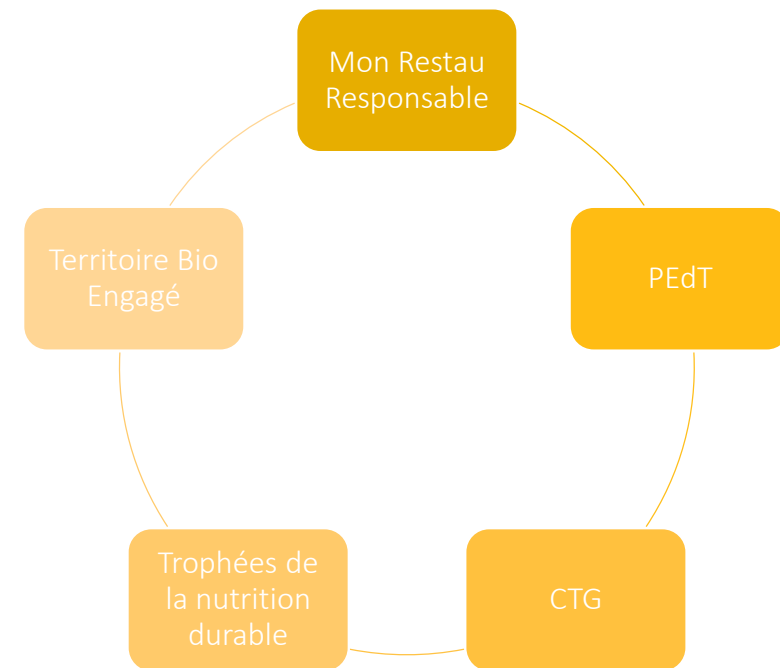 Mon Restau
Responsable
PEdT
CTG
Trophées de
la nutrition
durable
Territoire Bio
Engagé